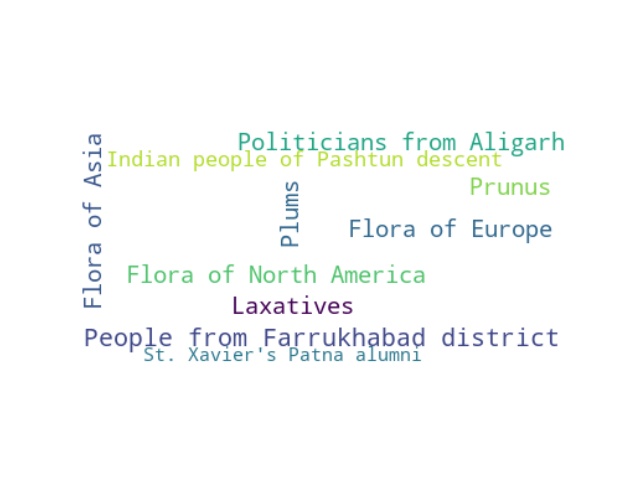 Flora of Asia
Politicians from Aligarh
Indian people of Pashtun descent
Plums
Prunus
Flora of Europe
Flora of North America
Laxatives
People from Farrukhabad district
St. Xavier's Patna alumni